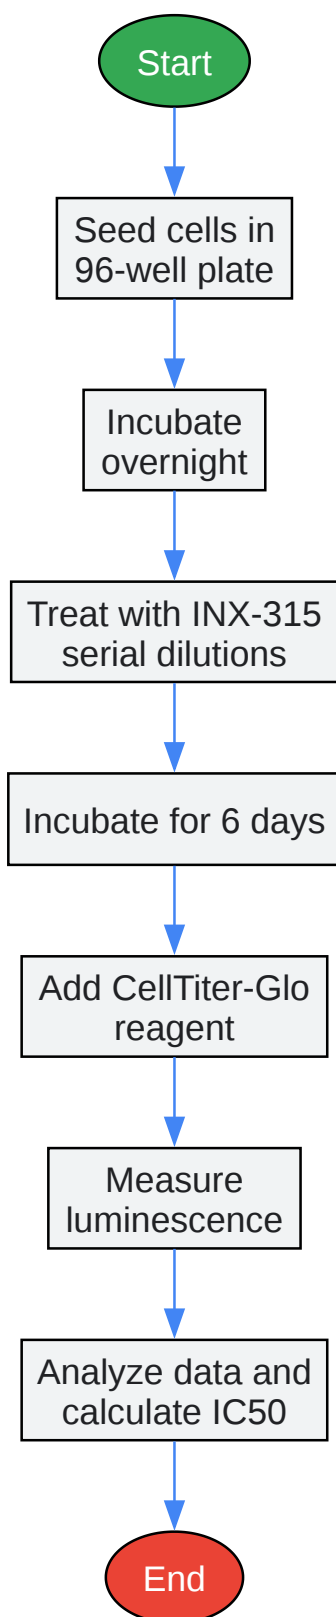 Start
Seed cells in
96-well plate
Incubate
overnight
Treat with INX-315
serial dilutions
Incubate for 6 days
Add CellTiter-Glo
reagent
Measure
luminescence
Analyze data and
calculate IC50
End